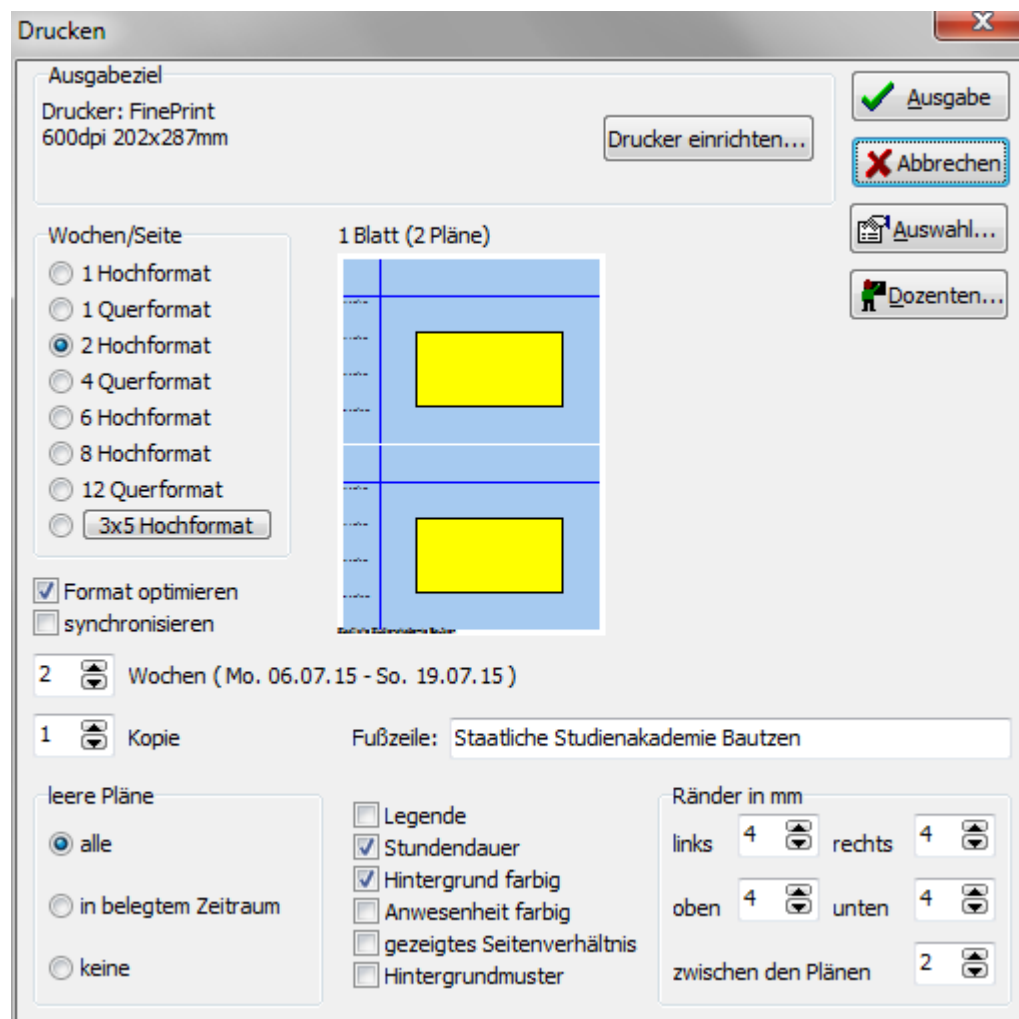 Drucken
Ausgabeziel
Drucker: FinePrint
600dpi 202x287mm
Drucker einrichten...
Ausgabe
Abbrechen
Auswahl...
Dozenten...
Wochen/Seite
1 Hochformat
1 Querformat
2 Hochformat
4 Querformat
6 Hochformat
8 Hochformat
12 Querformat
3x5 Hochformat
1 Blatt (2 Pläne)
Format optimieren
synchronisieren
2 Wochen ( Mo. 06.07.15 - So. 19.07.15 )
1 Kopie
Fußzeile: Staatliche Studienakademie Bautzen
leere Pläne
alle
in belegtem Zeitraum
keine
Legende
Stundendauer
Hintergrund farbig
Anwesenheit farbig
gezeigtes Seitenverhältnis
Hintergrundmuster
Ränder in mm
links 4 rechts 4
oben 4 unten 4
zwischen den Plänen 2